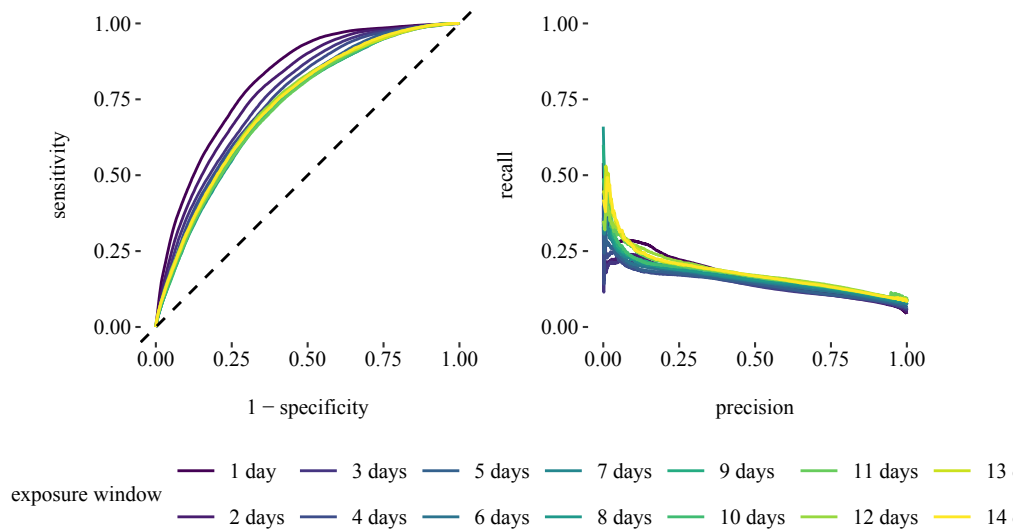 1.00
0.75
0.50
0.25
0.00
sensitivity
0.00 0.25 0.50 0.75 1.00
1 − specificity
1.00
0.75
0.50
0.25
0.00
recall
0.00 0.25 0.50 0.75 1.00
precision
exposure window
1 day 3 days 5 days 7 days 9 days 11 days 13
2 days 4 days 6 days 8 days 10 days 12 days 14